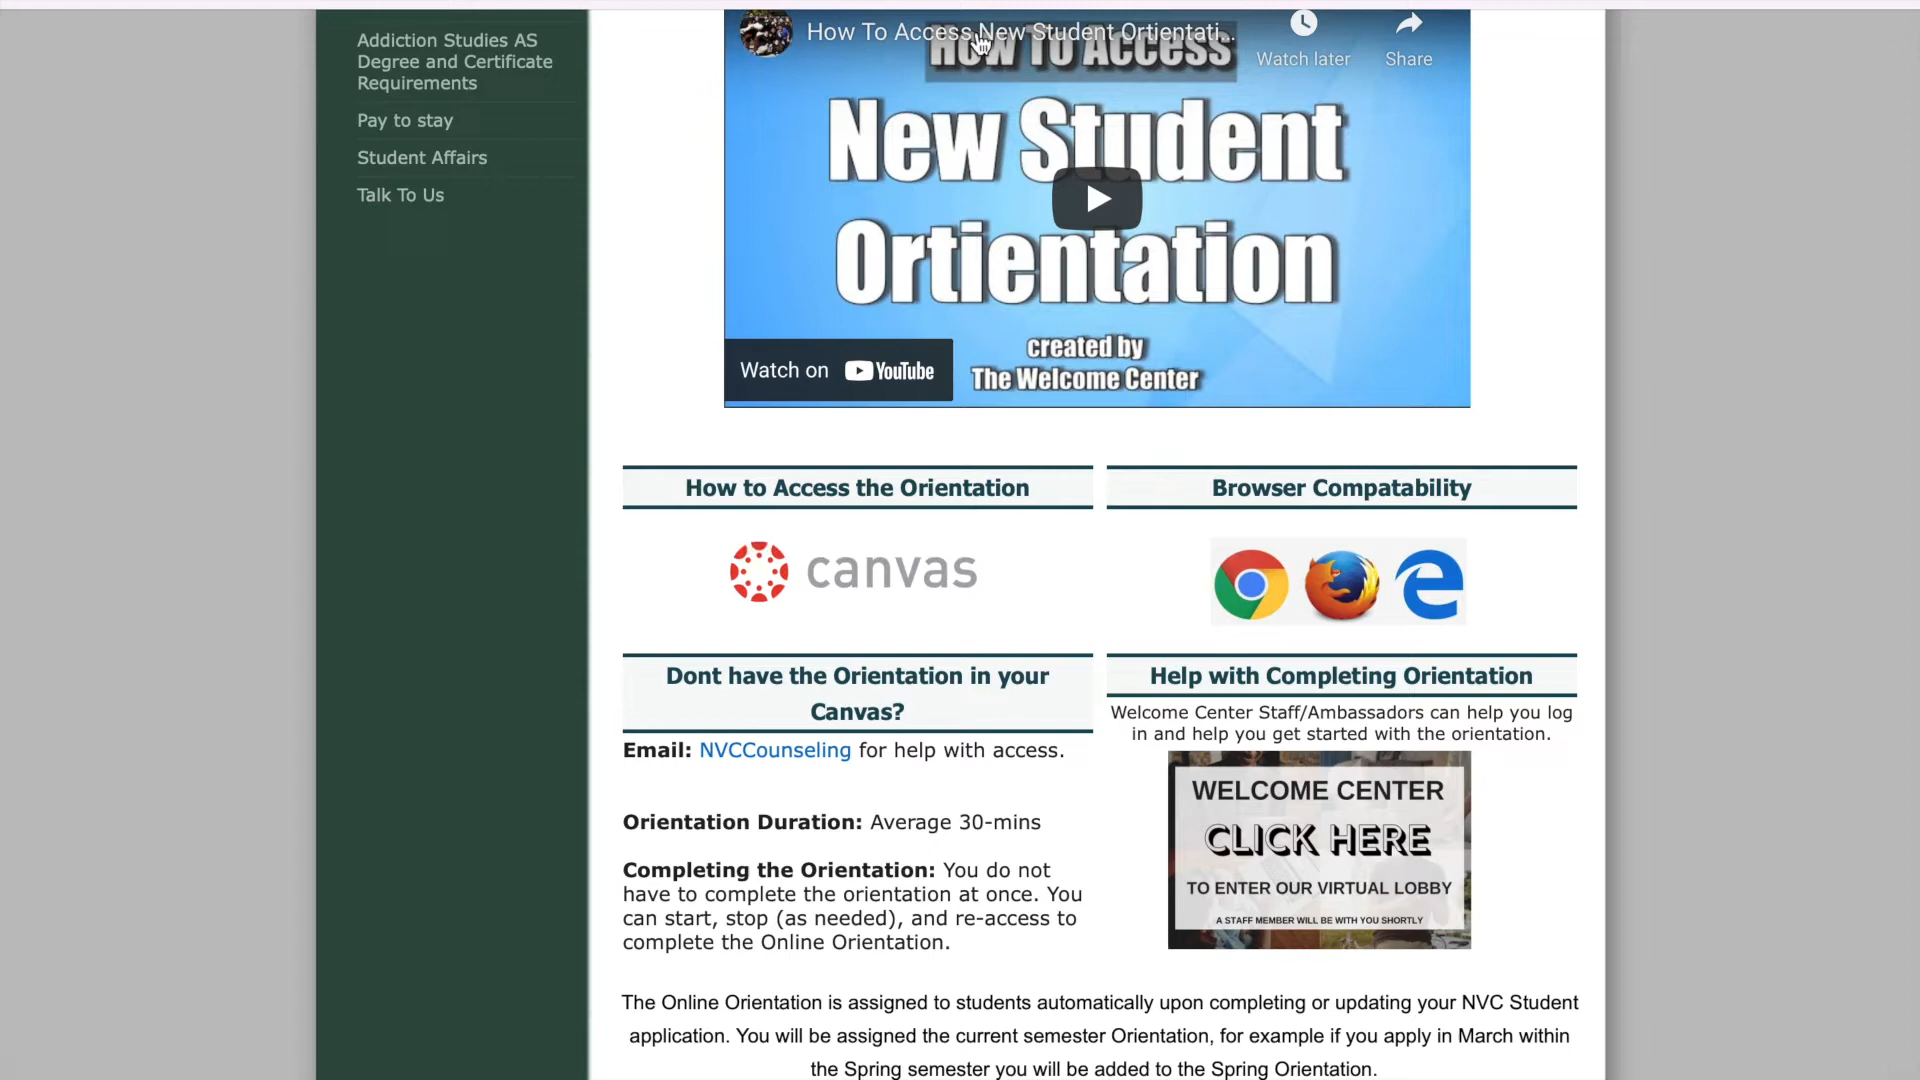 Addiction Studies AS
Degree and Certificate
Requirements
Pay to stay
Student Affairs
Talk To Us
How To Access New Student Ortientati...
Watch later
Share
How To Access
New Student
Ortientation
created by
The Welcome Center
Watch on YouTube
How to Access the Orientation
canvas
Browser Compatability
Dont have the Orientation in your
Canvas?
Email: NVCCounseling for help with access.
Orientation Duration: Average 30-mins
Completing the Orientation: You do not
have to complete the orientation at once. You
can start, stop (as needed), and re-access to
complete the Online Orientation.
Help with Completing Orientation
Welcome Center Staff/Ambassadors can help you log
in and help you get started with the orientation.
WELCOME CENTER
CLICK HERE
TO ENTER OUR VIRTUAL LOBBY
A STAFF MEMBER WILL BE WITH YOU SHORTLY
The Online Orientation is assigned to students automatically upon completing or updating your NVC Student
application. You will be assigned the current semester Orientation, for example if you apply in March within
the Spring semester you will be added to the Spring Orientation.